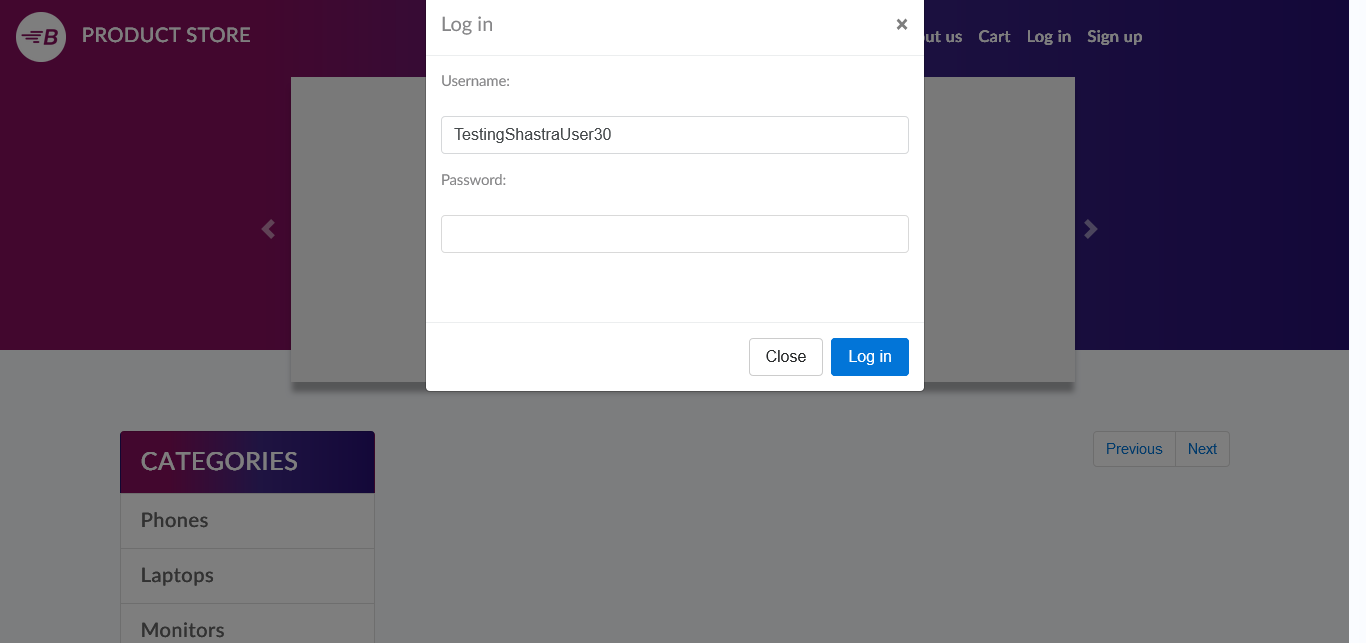 PRODUCT STORE
Log in
×
ut us Cart Log in Sign up
Username:
TestingShastraUser30
Password:
Close Log in
CATEGORIES
Previous Next
Phones
Laptops
Monitors